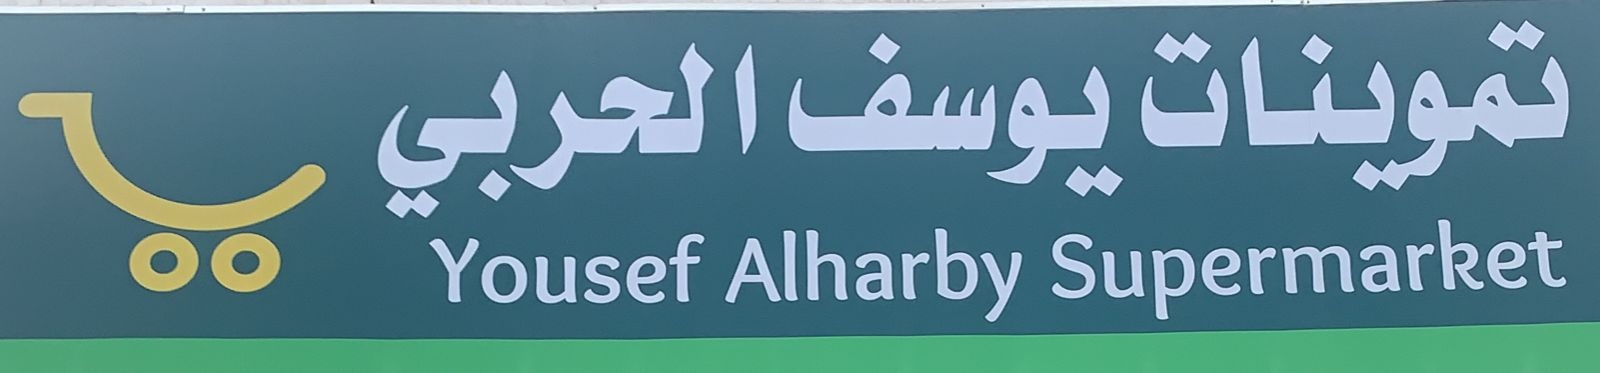 تموينات يوسف الحربي
Yousef Alharby Supermarket